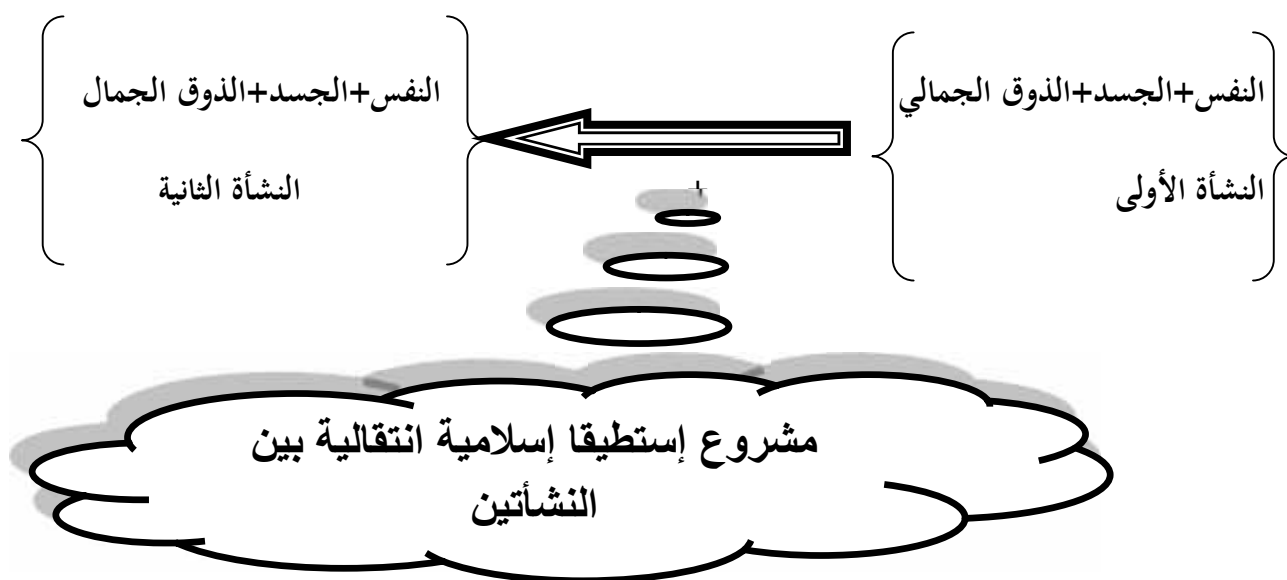 النفس+الجسد+الذوق الجمالي
النشأة الأولى
النفس+الجسد+الذوق الجمال
النشأة الثانية
مشروع إستطيقا إسلامية انتقالية بين
النشأتين